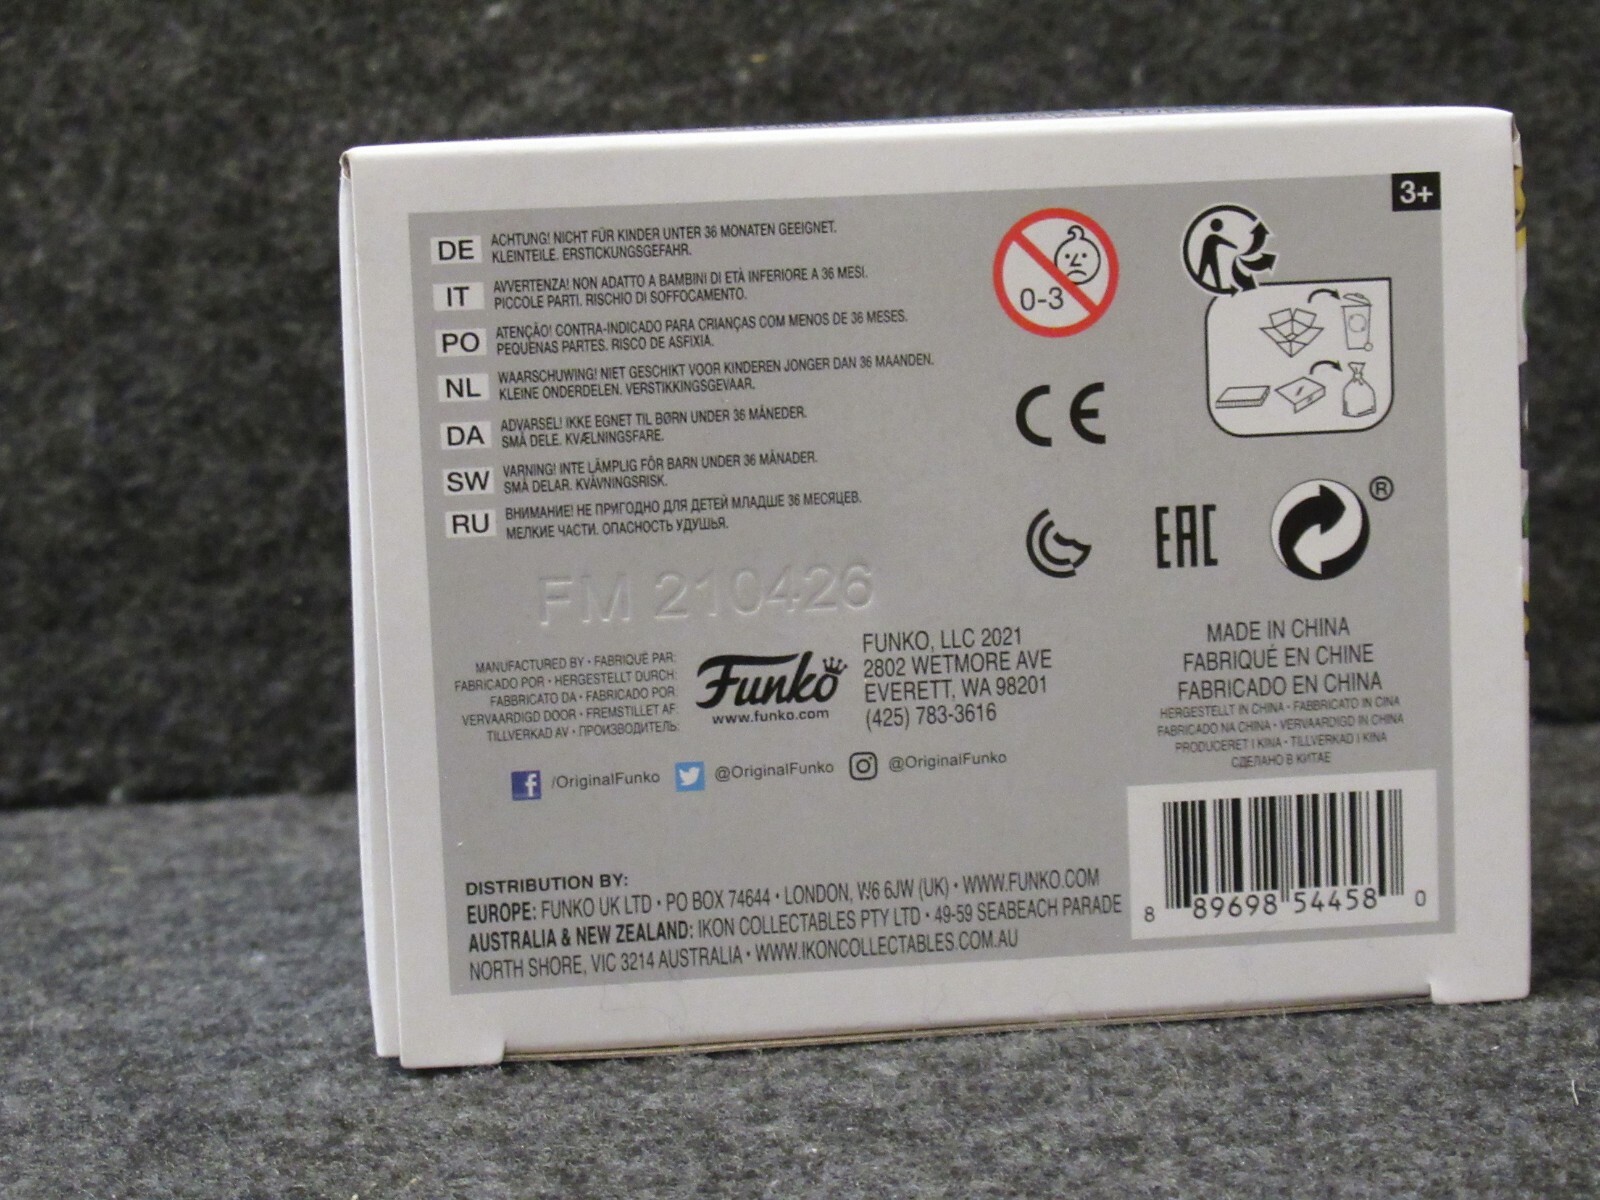 3+
DE
ACHTUNG! NICHT FÜR KINDER UNTER 36 MONATEN GEEIGNET.
KLEINTEILE. ERSTICKUNGSGEFAHR.
IT
AVVERTENZA! NON ADATTO A BAMBINI DI ETÀ INFERIORE A 36 MESI.
PICCOLE PARTI. RISCHIO DI SOFFOCAMENTO.
PO
ATENÇÃO! CONTRA-INDICADO PARA CRIANÇAS COM MENOS DE 36 MESES.
PEQUENAS PARTES. RISCO DE ASFIXIA.
NL
WAARSCHUWING! NIET GESCHIKT VOOR KINDEREN JONGER DAN 36 MAANDEN.
KLEINE ONDERDELEN. VERSTIKKINGSGEVAAR.
DA
ADVARSEL! IKKE EGNET TIL BØRN UNDER 36 MÅNEDER.
SMÅ DELE. KVÆLNINGSFARE.
SW
VARNING! INTE LÄMPLIG FÖR BARN UNDER 36 MÅNADER.
SMÅ DELAR. KVÄVNINGSRISK.
RU
ВНИМАНИЕ! НЕ ПРИГОДНО ДЛЯ ДЕТЕЙ МЛАДШЕ 36 МЕСЯЦЕВ.
МЕЛКИЕ ЧАСТИ. ОПАСНОСТЬ УДУШЬЯ.
0-3
CE
EAC
®
FM 210426
MANUFACTURED BY • FABRIQUÉ PAR:
FABRICADO POR • HERGESTELLT DURCH:
FABBRICATO DA • FABRICADO POR:
VERVAARDIGD DOOR • FREMSTILLET AF:
TILLVERKAD AV • ПРОИЗВОДИТЕЛЬ:
Funko
www.funko.com
FUNKO, LLC 2021
2802 WETMORE AVE
EVERETT, WA 98201
(425) 783-3616
MADE IN CHINA
FABRIQUÉ EN CHINE
FABRICADO EN CHINA
HERGESTELLT IN CHINA • FABBRICATO IN CINA
FABRICADO NA CHINA • VERVAARDIGD IN CHINA
PRODUCERET I KINA • TILLVERKAD I KINA
СДЕЛАНО В КИТАЕ
f /OriginalFunko @OriginalFunko @OriginalFunko
DISTRIBUTION BY:
EUROPE: FUNKO UK LTD • PO BOX 74644 • LONDON, W6 6JW (UK) • WWW.FUNKO.COM
AUSTRALIA & NEW ZEALAND: IKON COLLECTABLES PTY LTD • 49-59 SEABEACH PARADE
NORTH SHORE, VIC 3214 AUSTRALIA • WWW.IKONCOLLECTABLES.COM.AU
8 89698 54458 0